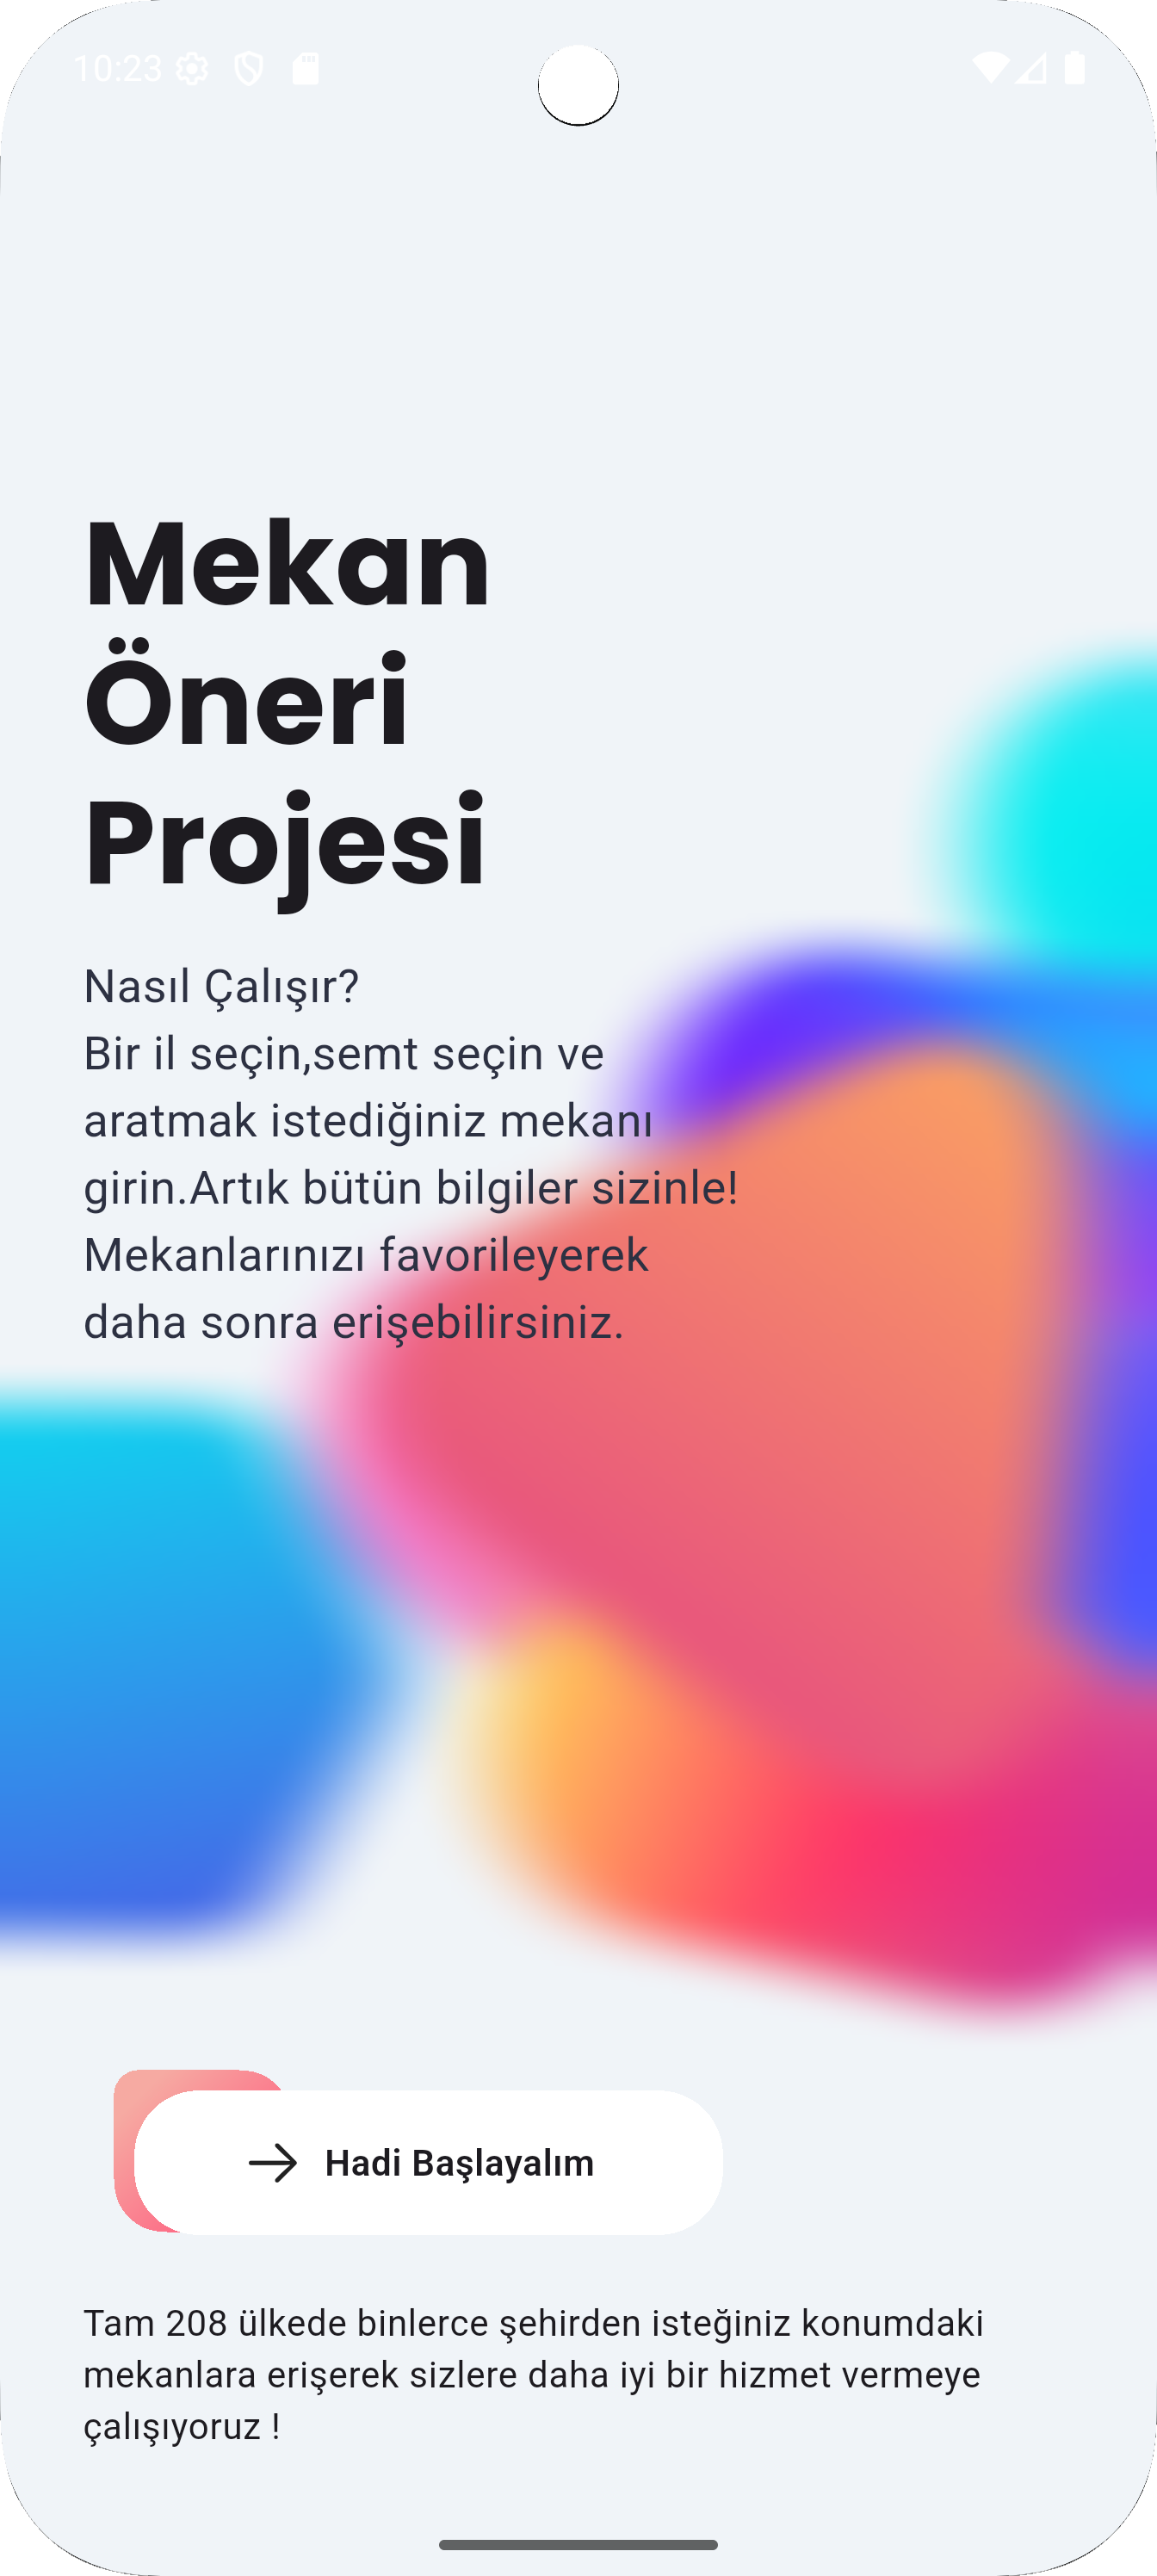 10:23
Mekan
Öneri
Projesi
Nasıl Çalışır?
Bir il seçin,semt seçin ve
aratmak istediğiniz mekanı
girin.Artık bütün bilgiler sizinle!
Mekanlarınızı favorileyerek
daha sonra erişebilirsiniz.
Hadi Başlayalım
Tam 208 ülkede binlerce şehirden isteğiniz konumdaki
mekanlara erişerek sizlere daha iyi bir hizmet vermeye
çalışıyoruz !